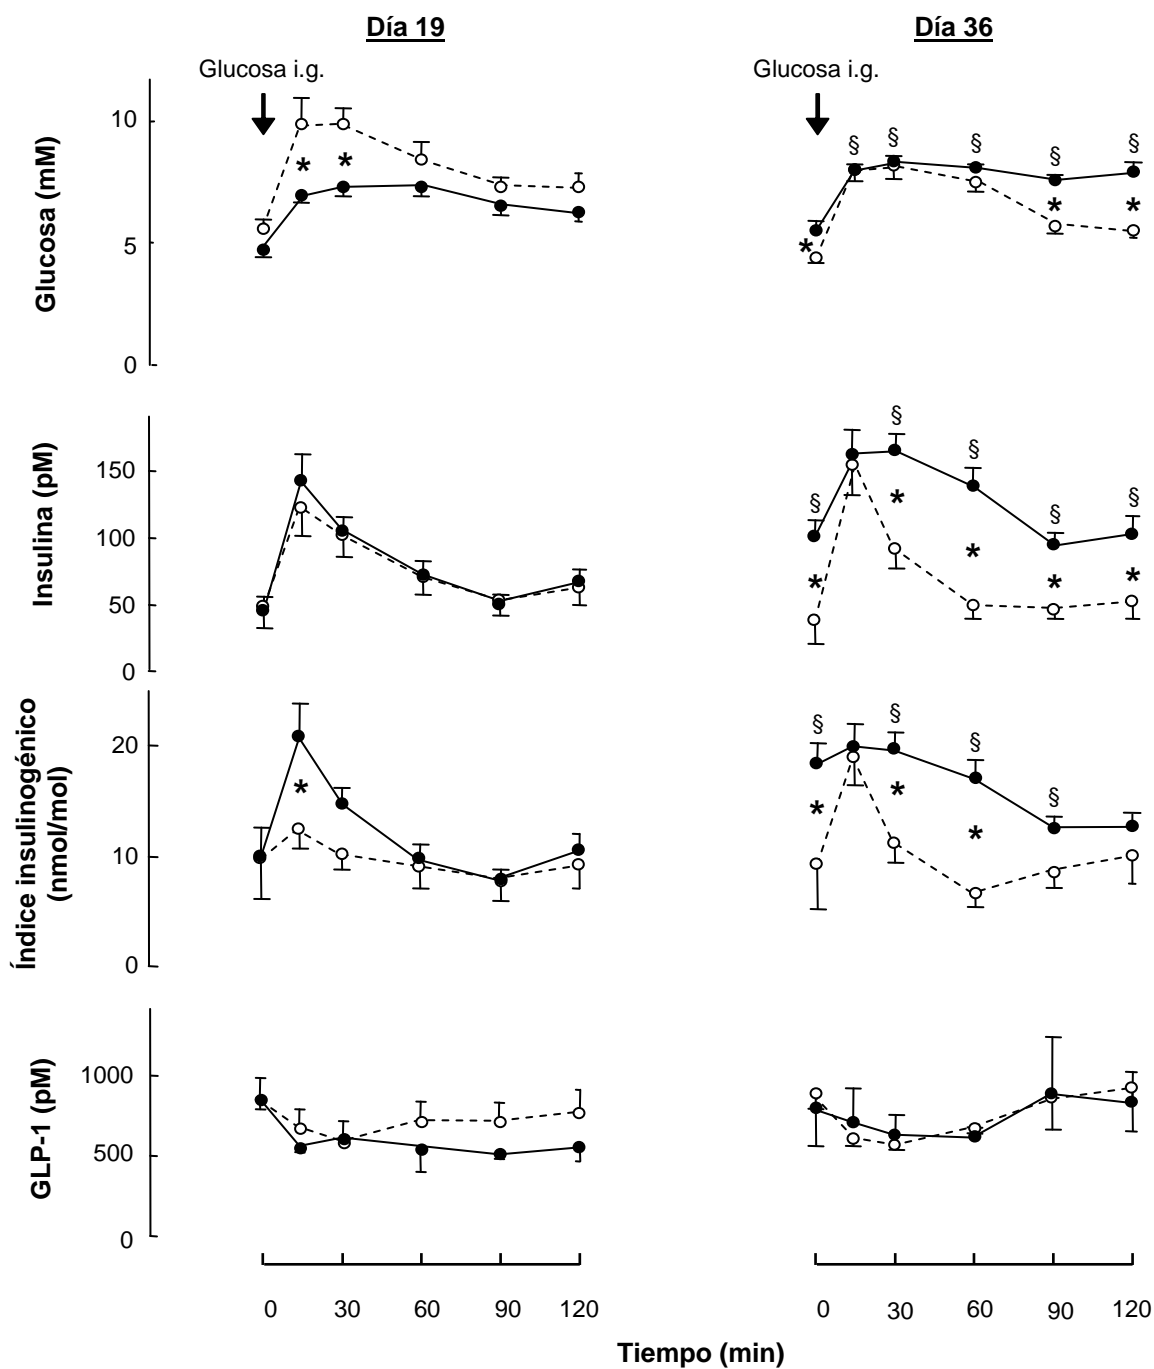 Día 19 Día 36
Glucosa i.g. Glucosa i.g.
Glucosa (mM)
10
5
0
* *
§ § § § §
* * *
Insulina (pM)
150
100
50
0
§ § § § §
* * * * *
Índice insulinogénico
(nmol/mol)
20
10
0
*
§ § § §
* * *
GLP-1 (pM)
1000
500
0
0 30 60 90 120 0 30 60 90 120
Tiempo (min)